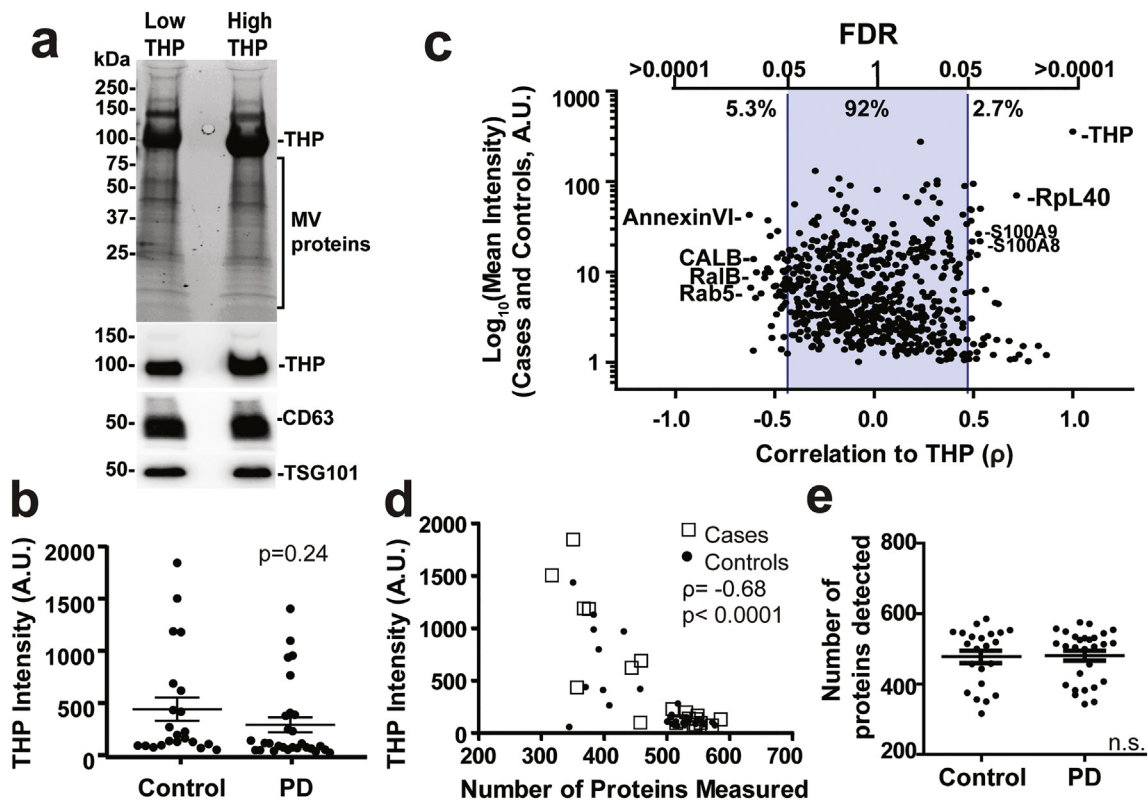 a
Low THP
High THP
kDa
250-
150-
100-
75-
50-
37-
25-
-THP
MV proteins
150-
100-
-THP
50-
-CD63
50-
-TSG101
b
THP Intensity (A.U.)
2000
1500
1000
500
0
p=0.24
Control
PD
c
FDR
>0.0001
0.05
1
0.05
>0.0001
5.3%
92%
2.7%
Log10(Mean Intensity)
(Cases and Controls, A.U.)
1000
100
10
1
-THP
-RpL40
-S100A9
-S100A8
AnnexinVI-
CALB-
RalB-
Rab5-
-1.0
-0.5
0.0
0.5
1.0
Correlation to THP (ρ)
d
THP Intensity (A.U.)
2000
1500
1000
500
0
Cases
Controls
ρ= -0.68
p< 0.0001
200
300
400
500
600
700
Number of Proteins Measured
e
Number of
proteins detected
800
600
400
200
n.s.
Control
PD